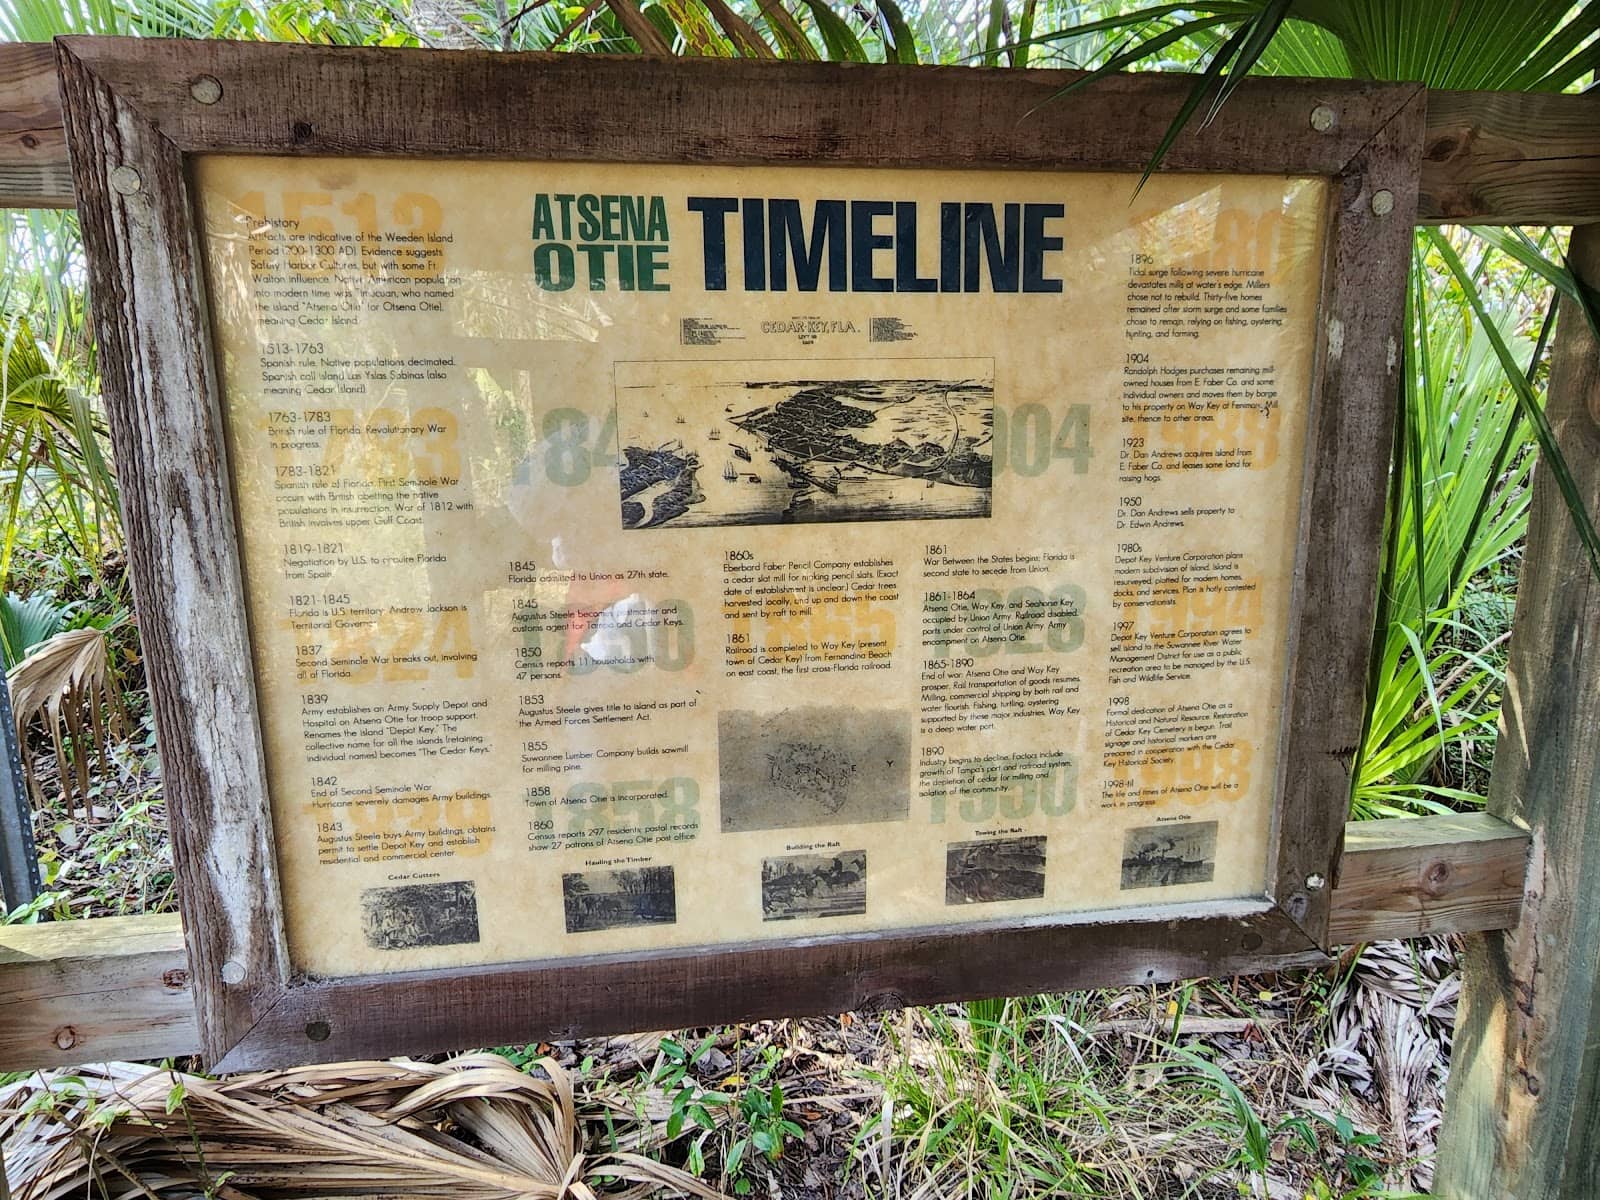 ATSENA
OTIE
TIMELINE
CEDAR-KEY, FLA.
Prehistory
Artifacts are indicative of the Weeden Island
Period (200-1300 AD). Evidence suggests
Safety Harbor Cultures, but with some Ft.
Walton influence. Native American population
into modern time was Timucuan, who named
the island "Atsena Otie" (or Otsena Otie),
meaning Cedar Island.
1513-1763
Spanish rule. Native populations decimated.
Spanish call island Las Yslas Sabinas (also
meaning Cedar Island).
1763-1783
British rule of Florida. Revolutionary War
in progress.
1783-1821
Spanish rule of Florida. First Seminole War
occurs with British abetting the native
populations in insurrection. War of 1812 with
British involves upper Gulf Coast.
1819-1821
Negotiation by U.S. to acquire Florida
from Spain.
1821-1845
Florida is U.S. territory; Andrew Jackson is
Territorial Governor.
1837
Second Seminole War breaks out, involving
all of Florida.
1839
Army establishes an Army Supply Depot and
Hospital on Atsena Otie for troop support.
Renames the island "Depot Key." The
collective name for all the islands (retaining
individual names) becomes "The Cedar Keys."
1842
End of Second Seminole War
Hurricane severely damages Army buildings.
1843
Augustus Steele buys Army buildings, obtains
permit to settle Depot Key and establish
residential and commercial center.
1845
Florida admitted to Union as 27th state.
1845
Augustus Steele becomes postmaster and
customs agent for Tampa and Cedar Keys.
1850
Census reports 11 households with
47 persons.
1853
Augustus Steele gives title to island as part of
the Armed Forces Settlement Act.
1855
Suwannee Lumber Company builds sawmill
for milling pine.
1858
Town of Atsena Otie is incorporated.
1860
Census reports 297 residents; postal records
show 27 patrons of Atsena Otie post office.
1860s
Eberhard Faber Pencil Company establishes
a cedar slat mill for making pencil slats. (Exact
date of establishment is unclear.) Cedar trees
harvested locally, and up and down the coast
and sent by raft to mill.
1861
Railroad is completed to Way Key (present
town of Cedar Key) from Fernandina Beach
on east coast, the first cross-Florida railroad.
E Y
1861
War Between the States begins; Florida is
second state to secede from Union.
1861-1864
Atsena Otie, Way Key, and Seahorse Key
occupied by Union Army. Railroad disabled,
ports under control of Union Army. Army
encampment on Atsena Otie.
1865-1890
End of war: Atsena Otie and Way Key
prosper. Rail transportation of goods resumes.
Milling, commercial shipping by both rail and
water flourish. Fishing, turtling, oystering
supported by these major industries. Way Key
is a deep water port.
1890
Industry begins to decline. Factors include
growth of Tampa's port and railroad system,
the depletion of cedar for milling and
isolation of the community.
1896
Tidal surge following severe hurricane
devastates mills at water's edge. Millers
chose not to rebuild. Thirty-five homes
remained after storm surge and some families
chose to remain, relying on fishing, oystering,
hunting, and farming.
1904
Randolph Hodges purchases remaining mill-
owned houses from E. Faber Co. and some
individual owners and moves them by barge
to his property on Way Key at Fenimore Mill
site, thence to other areas.
1923
Dr. Dan Andrews acquires island from
E. Faber Co. and leases some land for
raising hogs.
1950
Dr. Dan Andrews sells property to
Dr. Edwin Andrews.
1980s
Depot Key Venture Corporation plans
modern subdivision of island. Island is
resurveyed, platted for modern homes,
docks, and services. Plan is hotly contested
by conservationists.
1997
Depot Key Venture Corporation agrees to
sell island to the Suwannee River Water
Management District for use as a public
recreation area to be managed by the U.S.
Fish and Wildlife Service.
1998
Formal dedication of Atsena Otie as a
Historical and Natural Resource. Restoration
of Cedar Key Cemetery is begun. Trail
signage and historical markers are
prepared in cooperation with the Cedar
Key Historical Society.
1998-til
The life and times of Atsena Otie will be a
work in progress.
Cedar Cutters
Hauling the Timber
Building the Raft
Towing the Raft
Atsena Otie